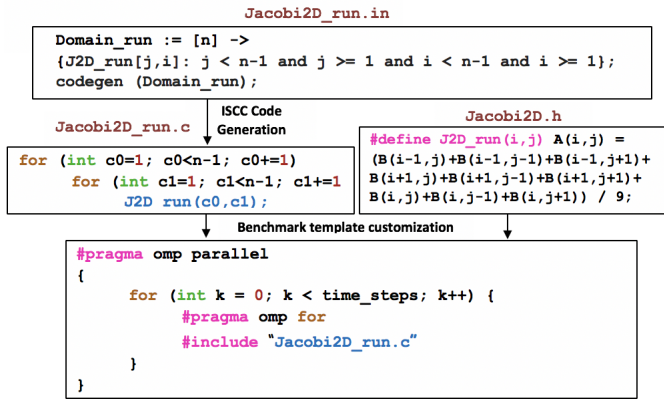 Jacobi2D_run.in
Domain_run := [n] ->
{J2D_run[j,i]: j < n-1 and j >= 1 and i < n-1 and i >= 1};
codegen (Domain_run);
ISCC Code
Generation
Jacobi2D_run.c
for (int c0=1; c0<n-1; c0+=1)
for (int c1=1; c1<n-1; c1+=1
J2D run(c0,c1);
Jacobi2D.h
#define J2D_run(i,j) A(i,j) =
(B(i-1,j)+B(i-1,j-1)+B(i-1,j+1)+
B(i+1,j)+B(i+1,j-1)+B(i+1,j+1)+
B(i,j)+B(i,j-1)+B(i,j+1)) / 9;
Benchmark template customization
#pragma omp parallel
{
for (int k = 0; k < time_steps; k++) {
#pragma omp for
#include “Jacobi2D_run.c”
}
}